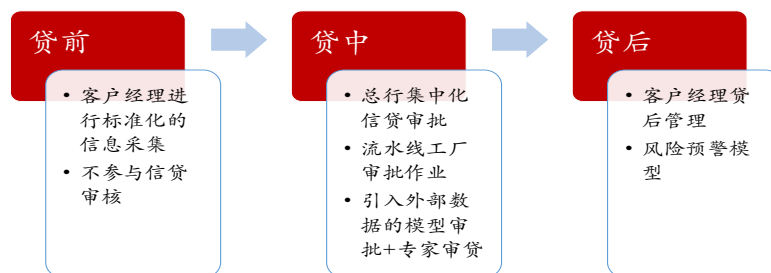 贷前
• 客户经理进
行标准化的
信息采集
• 不参与信贷
审核
贷中
• 总行集中化
信贷审批
• 流水线工厂
审批作业
• 引入外部数
据的模型审
批+专家审贷
贷后
• 客户经理贷
后管理
• 风险预警模
型